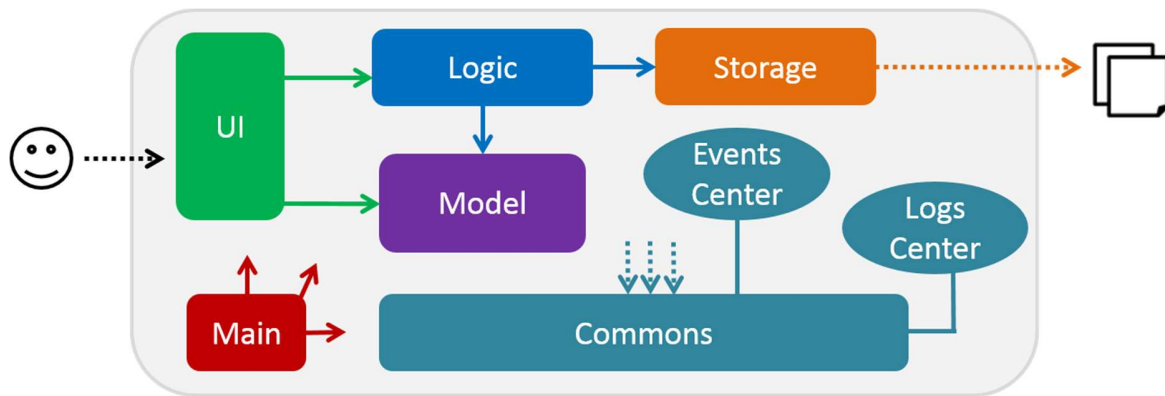 UI
Logic
Storage
Model
Events
Center
Logs
Center
Main
Commons